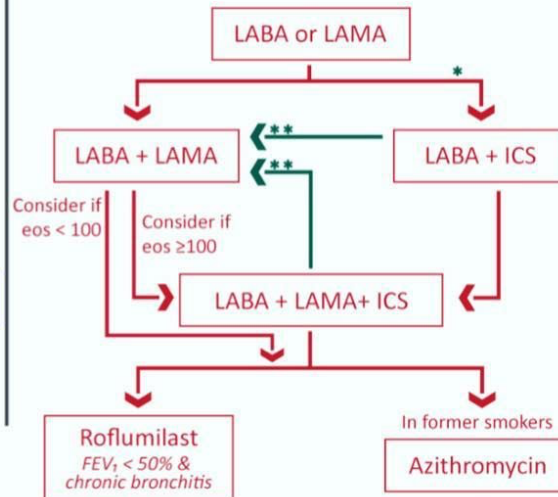 LABA or LAMA
*
**
LABA + LAMA
LABA + ICS
**
Consider if
eos < 100
Consider if
eos ≥100
LABA + LAMA+ ICS
In former smokers
Roflumilast
FEV₁ < 50% &
chronic bronchitis
Azithromycin